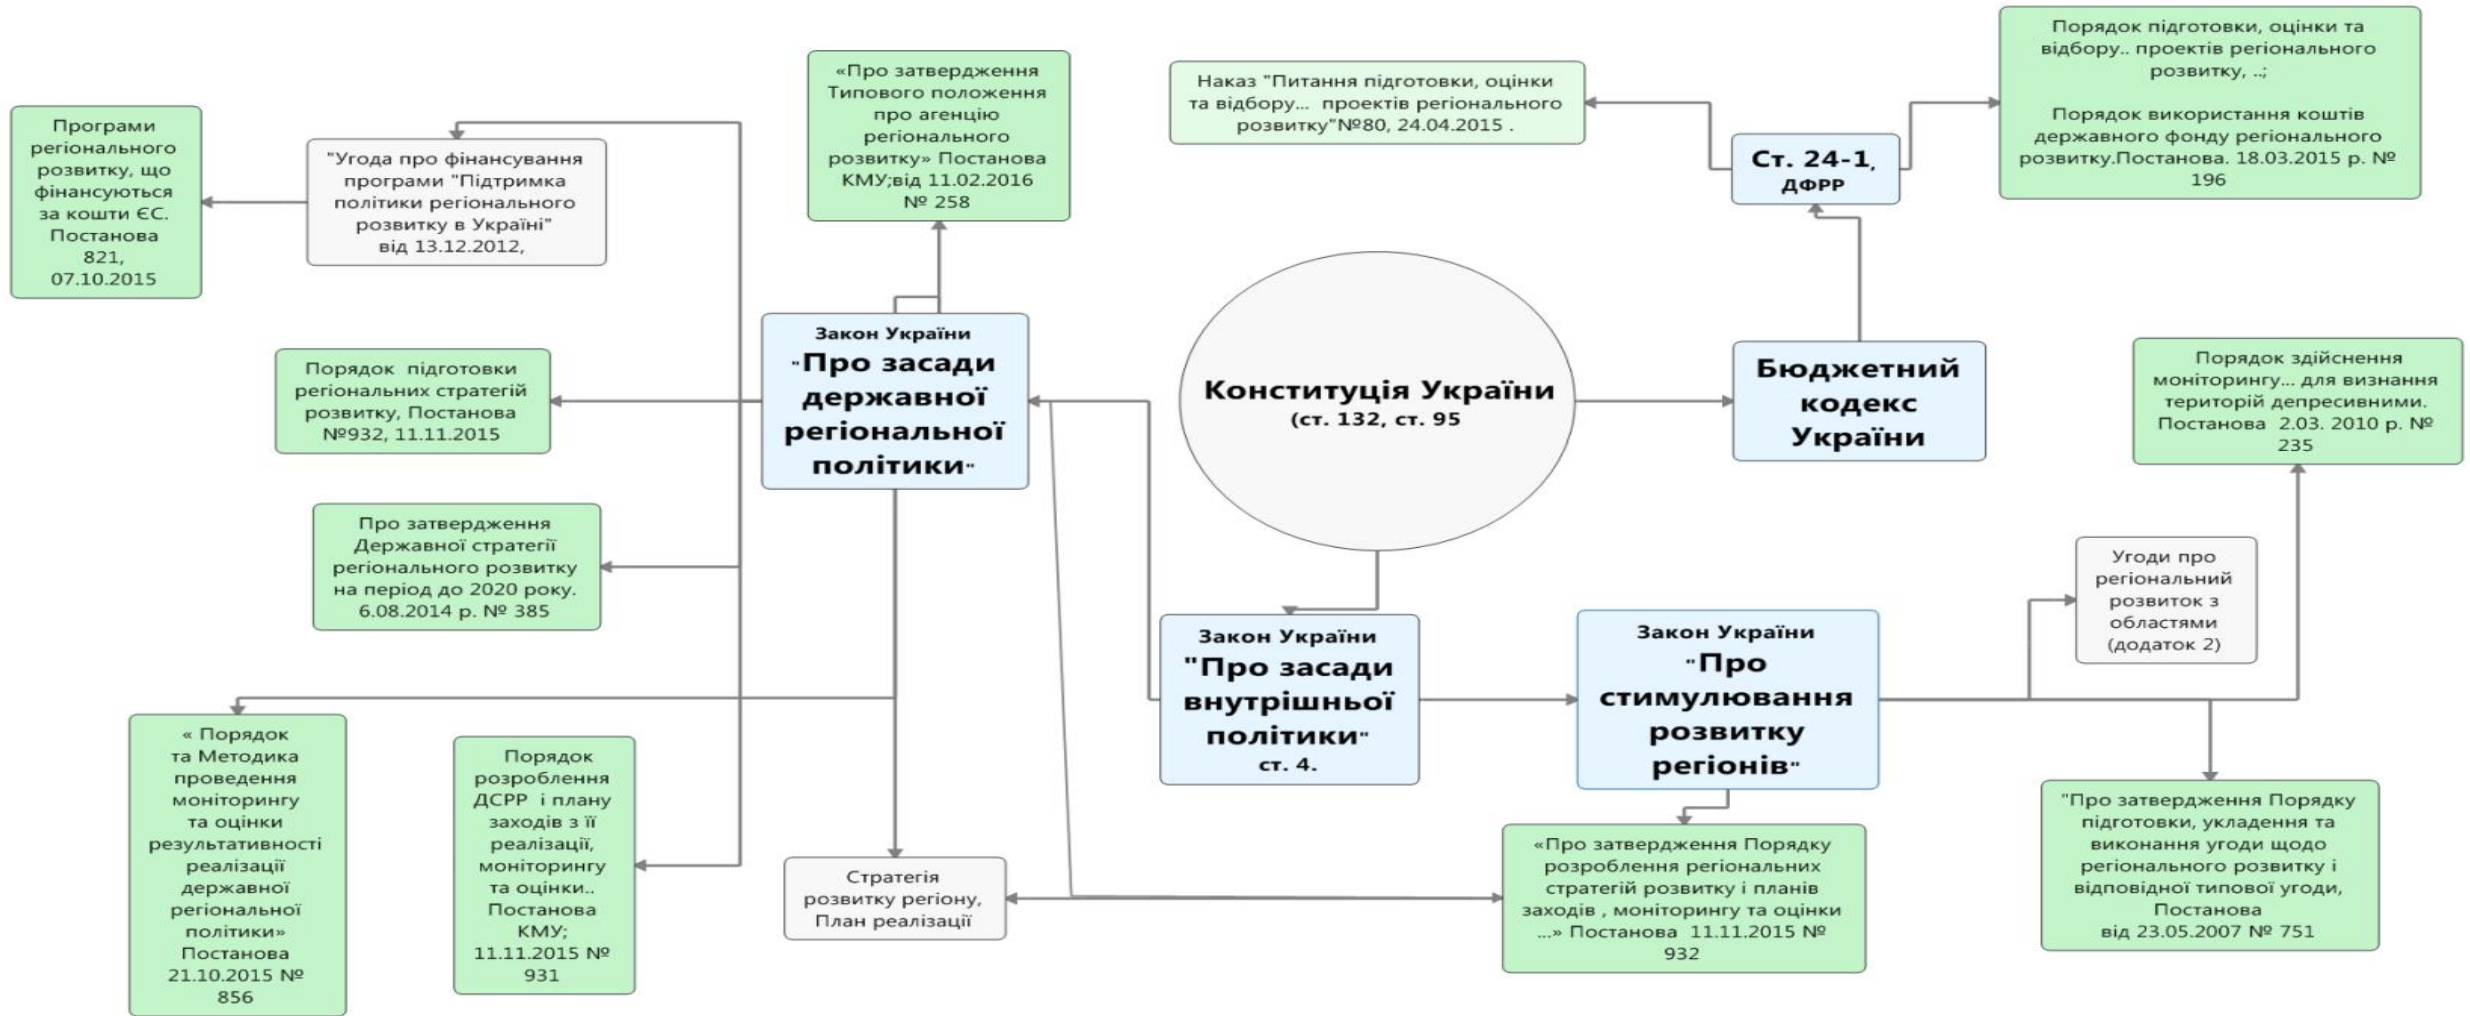 Програми
регіонального
розвитку, що
фінансуються
за кошти ЄС.
Постанова
821,
07.10.2015
"Угода про фінансування
програми "Підтримка
політики регіонального
розвитку в Україні"
від 13.12.2012,
«Про затвердження
Типового положення
про агенцію
регіонального
розвитку» Постанова
КМУ;від 11.02.2016
№ 258
Наказ "Питання підготовки, оцінки
та відбору... проектів регіонального
розвитку"№80, 24.04.2015 .
Ст. 24-1,
ДФРР
Порядок підготовки, оцінки та
відбору.. проектів регіонального
розвитку, ..;
Порядок використання коштів
державного фонду регіонального
розвитку.Постанова. 18.03.2015 р. №
196
Порядок підготовки
регіональних стратегій
розвитку, Постанова
№932, 11.11.2015
Закон України
"Про засади
державної
регіональної
політики"
Конституція України
(ст. 132, ст. 95
Бюджетний
кодекс
України
Порядок здійснення
моніторингу... для визнання
територій депресивними.
Постанова 2.03. 2010 р. №
235
Про затвердження
Державної стратегії
регіонального розвитку
на період до 2020 року.
6.08.2014 р. № 385
Закон України
"Про засади
внутрішньої
політики"
ст. 4.
Закон України
"Про
стимулювання
розвитку
регіонів"
Угоди про
регіональний
розвиток з
областями
(додаток 2)
« Порядок
та Методика
проведення
моніторингу
та оцінки
результативності
реалізації
державної
регіональної
політики»
Постанова
21.10.2015 №
856
Порядок
розроблення
ДСРР і плану
заходів з її
реалізації,
моніторингу
та оцінки..
Постанова
КМУ;
11.11.2015 №
931
Стратегія
розвитку регіону,
План реалізації
«Про затвердження Порядку
розроблення регіональних
стратегій розвитку і планів
заходів , моніторингу та оцінки
...» Постанова 11.11.2015 №
932
"Про затвердження Порядку
підготовки, укладення та
виконання угоди щодо
регіонального розвитку і
відповідної типової угоди,
Постанова
від 23.05.2007 № 751